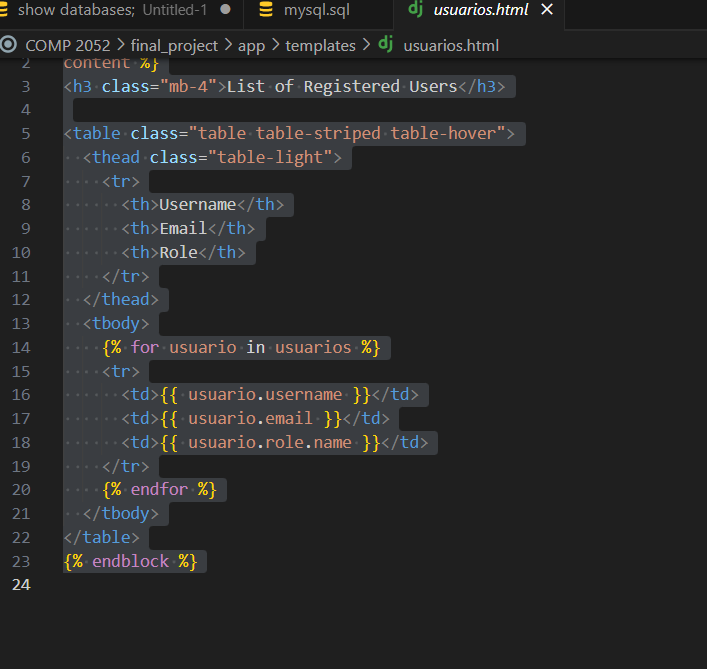 show databases; Untitled-1 ● mysql.sql usuarios.html ×
COMP 2052 > final_project > app > templates > usuarios.html
2 content %}
3 <h3 class="mb-4">List of Registered Users</h3>
4
5 <table class="table table-striped table-hover">
6   <thead class="table-light">
7     <tr>
8       <th>Username</th>
9       <th>Email</th>
10       <th>Role</th>
11     </tr>
12   </thead>
13   <tbody>
14     {% for usuario in usuarios %}
15     <tr>
16       <td>{{ usuario.username }}</td>
17       <td>{{ usuario.email }}</td>
18       <td>{{ usuario.role.name }}</td>
19     </tr>
20     {% endfor %}
21   </tbody>
22 </table>
23 {% endblock %}
24